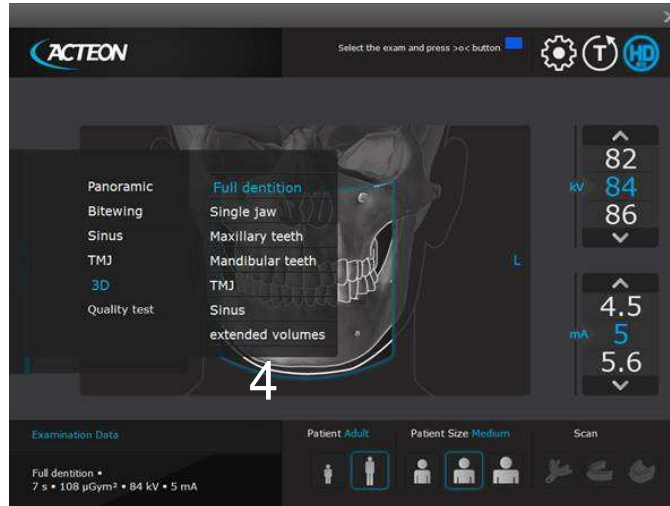 ACTEON
Select the exam and press >o< button
T
HD
Panoramic
Bitewing
Sinus
TMJ
3D
Quality test
Full dentition
Single jaw
Maxillary teeth
Mandibular teeth
TMJ
Sinus
extended volumes
4
L
kV
82
84
86
mA
4.5
5
5.6
Examination Data
Full dentition •
7 s • 108 µGym² • 84 kV • 5 mA
Patient Adult
Patient Size Medium
Scan